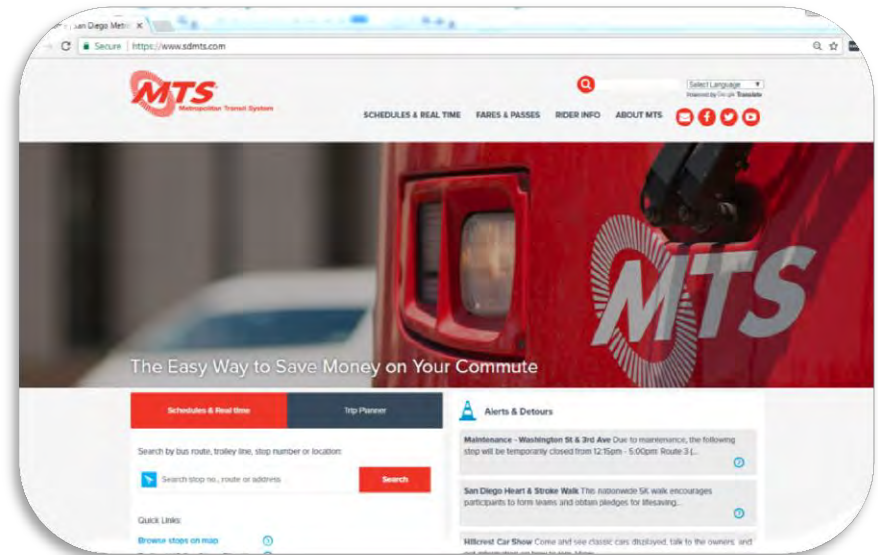 San Diego Metro
Secure | https://www.sdmts.com
MTS
Metropolitan Transit System
Select Language
Powered by Google Translate
SCHEDULES & REAL TIME FARES & PASSES RIDER INFO ABOUT MTS
MTS
The Easy Way to Save Money on Your Commute
Schedules & Real time
Trip Planner
Search by bus route, trolley line, stop number or location:
Search stop no., route or address
Search
Quick Links:
Browse stops on map
Alerts & Detours
Maintenance - Washington St & 3rd Ave Due to maintenance, the following
stop will be temporarily closed from 12:15pm - 5:00pm: Route 3 (...
San Diego Heart & Stroke Walk This nationwide 5K walk encourages
participants to form teams and obtain pledges for lifesaving...
Hillcrest Car Show Come and see classic cars displayed, talk to the owners, and